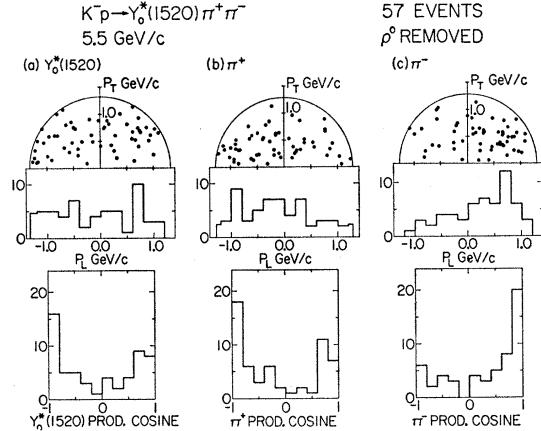 K⁻p→Y₀*(1520)π⁺π⁻ 57 EVENTS
5.5 GeV/c ρ⁰ REMOVED
(a) Y₀*(1520) (b) π⁺ (c) π⁻
P_T GeV/c P_T GeV/c P_T GeV/c
1.0 1.0 1.0
10 10 10
0 0 0
-1.0 0.0 1.0 -1.0 0.0 1.0 -1.0 0.0 1.0
P_L GeV/c P_L GeV/c P_L GeV/c
20 20 20
10 10 10
0 0 0
-1 0 1 -1 0 1 -1 0 1
Y₀*(1520) PROD. COSINE π⁺ PROD. COSINE π⁻ PROD. COSINE